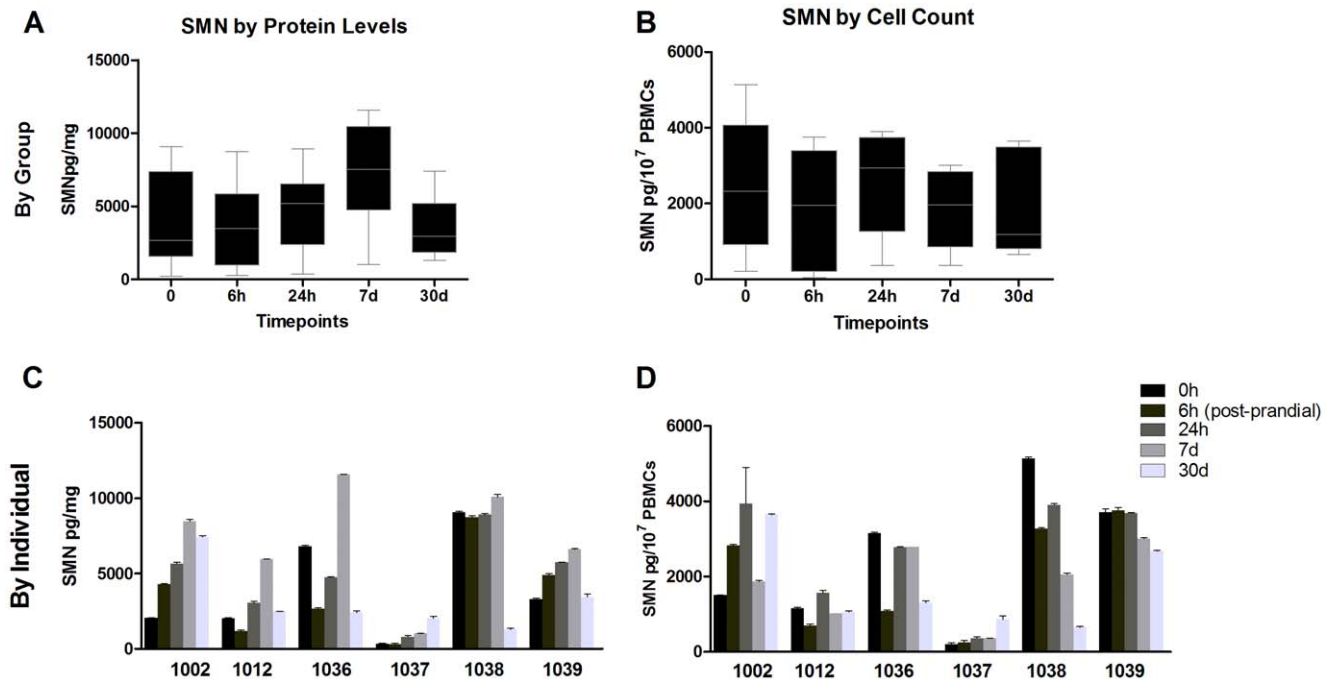 A
SMN by Protein Levels
By Group
SMNpg/mg
15000
10000
5000
0
0 6h 24h 7d 30d
Timepoints
B
SMN by Cell Count
SMN pg/10⁷ PBMCs
6000
4000
2000
0
0 6h 24h 7d 30d
Timepoints
C
By Individual
SMN pg/mg
15000
10000
5000
0
1002 1012 1036 1037 1038 1039
D
SMN pg/10⁷ PBMCs
6000
4000
2000
0
1002 1012 1036 1037 1038 1039
0h
6h (post-prandial)
24h
7d
30d